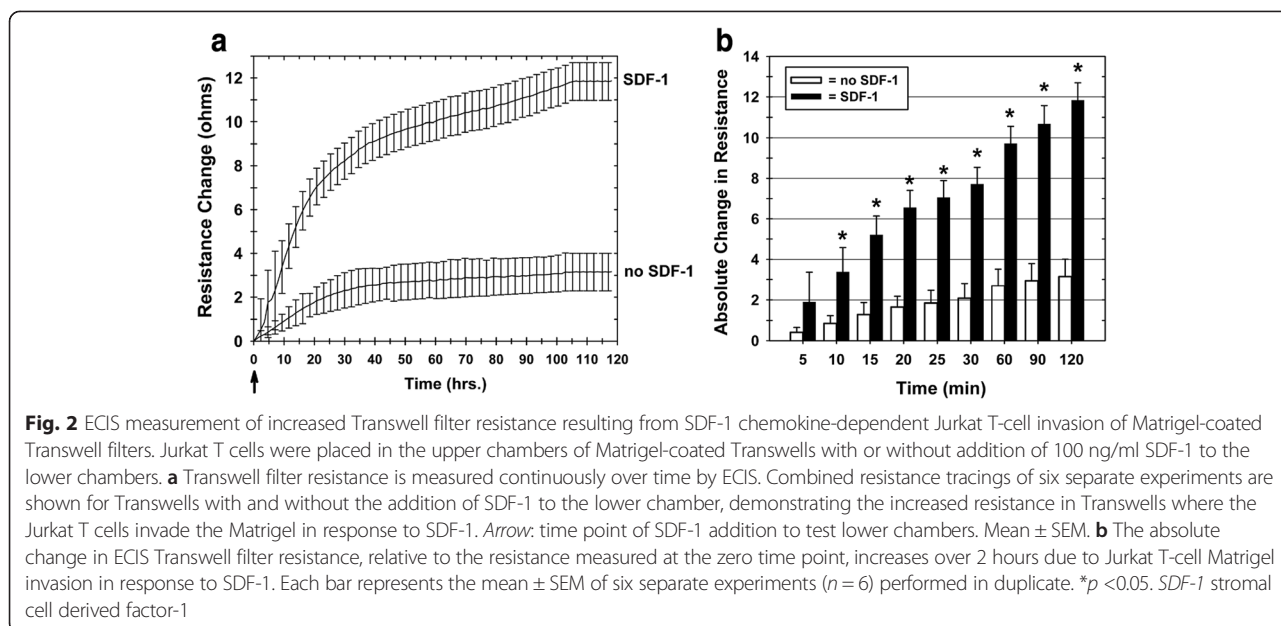 a
Resistance Change (ohms)
12
10
8
6
4
2
0
SDF-1
no SDF-1
0 10 20 30 40 50 60 70 80 90 100 110 120
Time (hrs.)
b
Absolute Change in Resistance
14
12
10
8
6
4
2
0
= no SDF-1
= SDF-1
* * * * * * * *
5 10 15 20 25 30 60 90 120
Time (min)
Fig. 2 ECIS measurement of increased Transwell filter resistance resulting from SDF-1 chemokine-dependent Jurkat T-cell invasion of Matrigel-coated
Transwell filters. Jurkat T cells were placed in the upper chambers of Matrigel-coated Transwells with or without addition of 100 ng/ml SDF-1 to the
lower chambers. a Transwell filter resistance is measured continuously over time by ECIS. Combined resistance tracings of six separate experiments are
shown for Transwells with and without the addition of SDF-1 to the lower chamber, demonstrating the increased resistance in Transwells where the
Jurkat T cells invade the Matrigel in response to SDF-1. Arrow: time point of SDF-1 addition to test lower chambers. Mean ± SEM. b The absolute
change in ECIS Transwell filter resistance, relative to the resistance measured at the zero time point, increases over 2 hours due to Jurkat T-cell Matrigel
invasion in response to SDF-1. Each bar represents the mean ± SEM of six separate experiments (n = 6) performed in duplicate. *p <0.05. SDF-1 stromal
cell derived factor-1